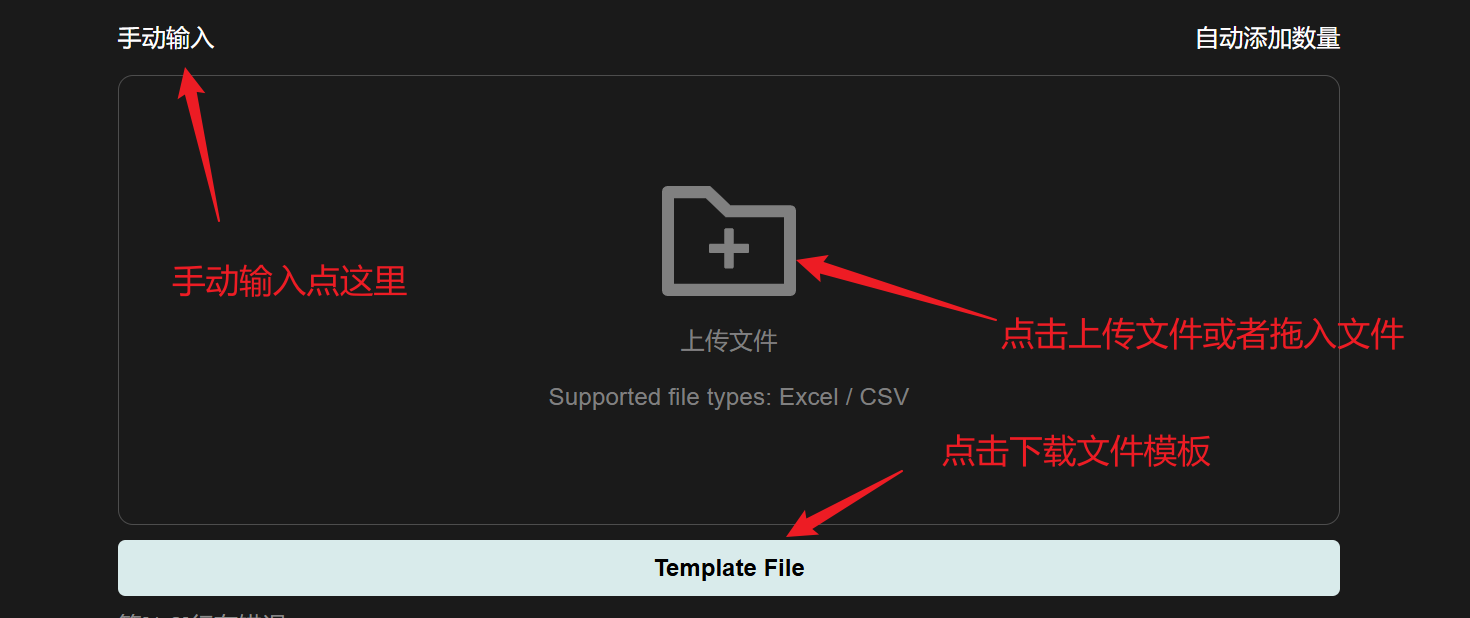 手动输入
自动添加数量
手动输入点这里
点击上传文件或者拖入文件
上传文件
Supported file types: Excel / CSV
点击下载文件模板
Template File